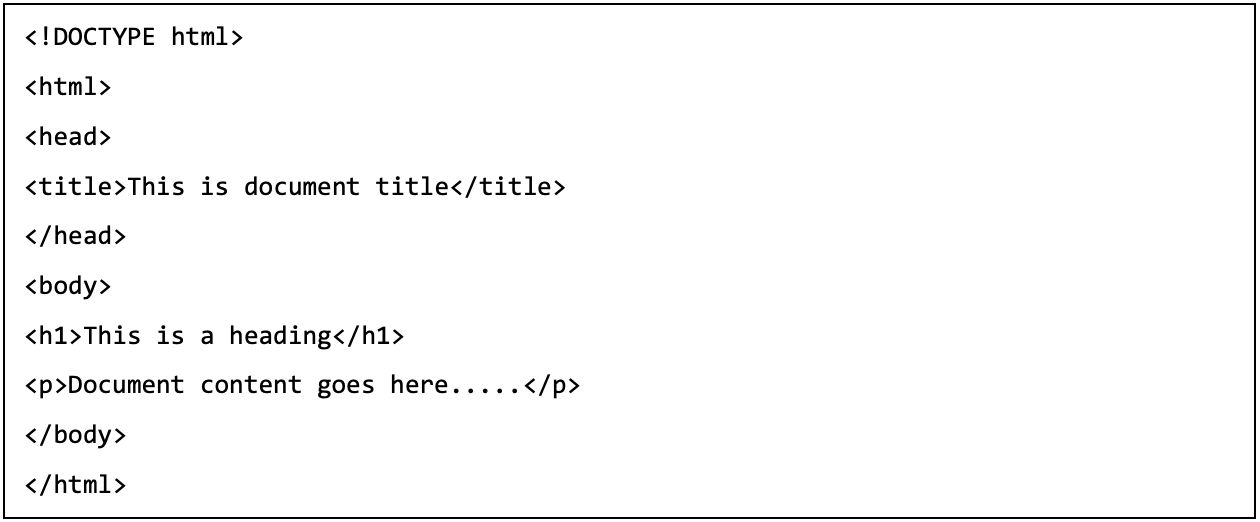 <!DOCTYPE html>
<html>
<head>
<title>This is document title</title>
</head>
<body>
<h1>This is a heading</h1>
<p>Document content goes here.....</p>
</body>
</html>